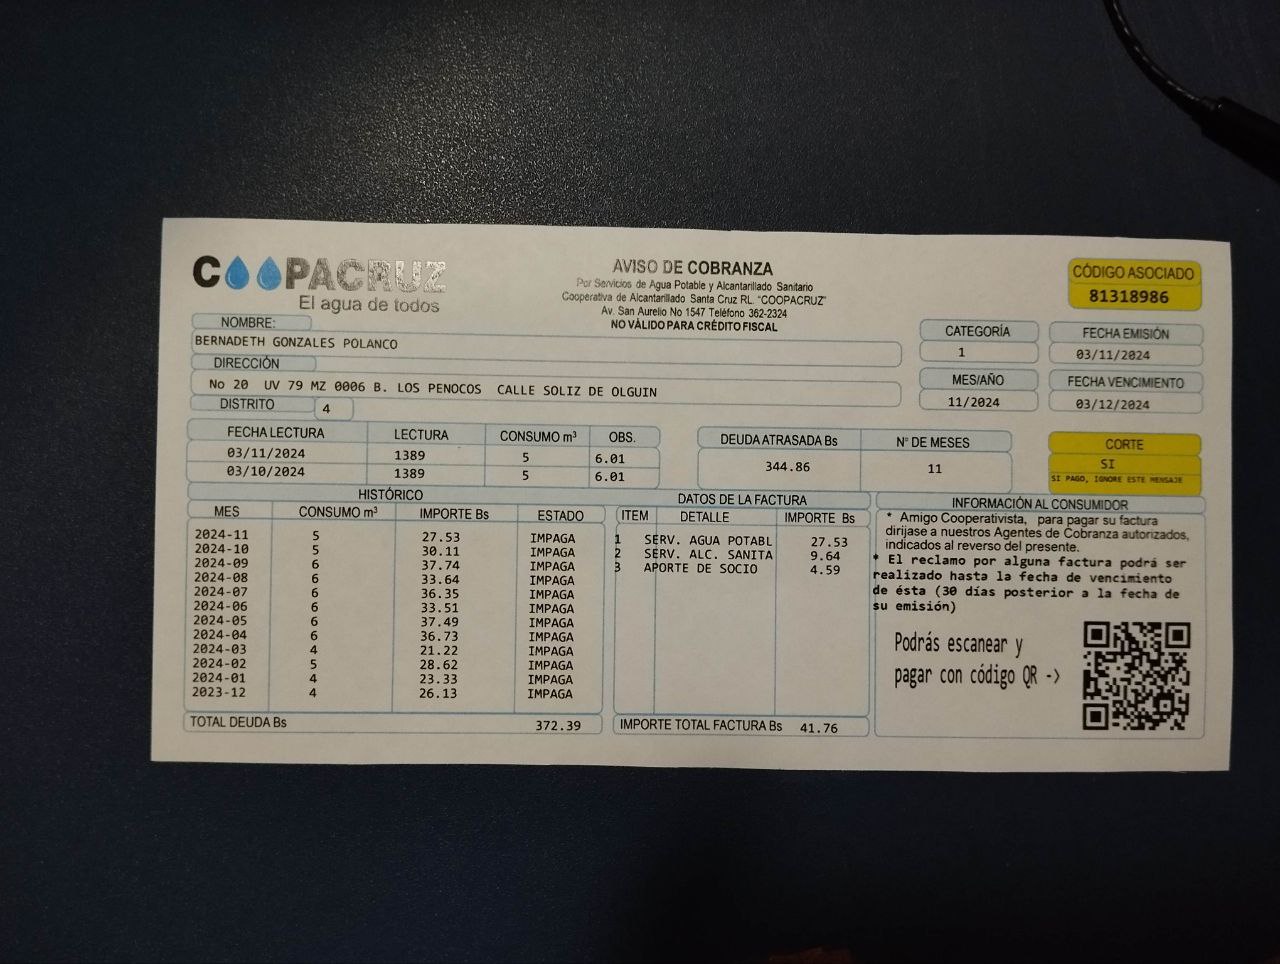 COOPACRUZ
El agua de todos
AVISO DE COBRANZA
Por Servicios de Agua Potable y Alcantarillado Sanitario
Cooperativa de Alcantarillado Santa Cruz RL. "COOPACRUZ"
Av. San Aurelio No 1547 Teléfono 362-2324
NO VÁLIDO PARA CRÉDITO FISCAL
CÓDIGO ASOCIADO
81318986
NOMBRE:
BERNADETH GONZALES POLANCO
DIRECCIÓN
No 20 UV 79 MZ 0006 B. LOS PENOCOS CALLE SOLIZ DE OLGUIN
DISTRITO 4
CATEGORÍA
1
FECHA EMISIÓN
03/11/2024
MES/AÑO
11/2024
FECHA VENCIMIENTO
03/12/2024
FECHA LECTURA LECTURA CONSUMO m³ OBS.
03/11/2024 1389 5 6.01
03/10/2024 1389 5 6.01
DEUDA ATRASADA Bs N° DE MESES
344.86 11
CORTE
SI
SI PAGO, IGNORE ESTE MENSAJE
HISTÓRICO
MES CONSUMO m³ IMPORTE Bs ESTADO
2024-11 5 27.53 IMPAGA
2024-10 5 30.11 IMPAGA
2024-09 6 37.74 IMPAGA
2024-08 6 33.64 IMPAGA
2024-07 6 36.35 IMPAGA
2024-06 6 33.51 IMPAGA
2024-05 6 37.49 IMPAGA
2024-04 6 36.73 IMPAGA
2024-03 4 21.22 IMPAGA
2024-02 5 28.62 IMPAGA
2024-01 4 23.33 IMPAGA
2023-12 4 26.13 IMPAGA
TOTAL DEUDA Bs 372.39
DATOS DE LA FACTURA
ITEM DETALLE IMPORTE Bs
1 SERV. AGUA POTABL 27.53
2 SERV. ALC. SANITA 9.64
3 APORTE DE SOCIO 4.59
IMPORTE TOTAL FACTURA Bs 41.76
INFORMACIÓN AL CONSUMIDOR
* Amigo Cooperativista, para pagar su factura
dirijase a nuestros Agentes de Cobranza autorizados,
indicados al reverso del presente.
* El reclamo por alguna factura podrá ser
realizado hasta la fecha de vencimiento
de ésta (30 días posterior a la fecha de
su emisión)
Podrás escanear y
pagar con código QR ->